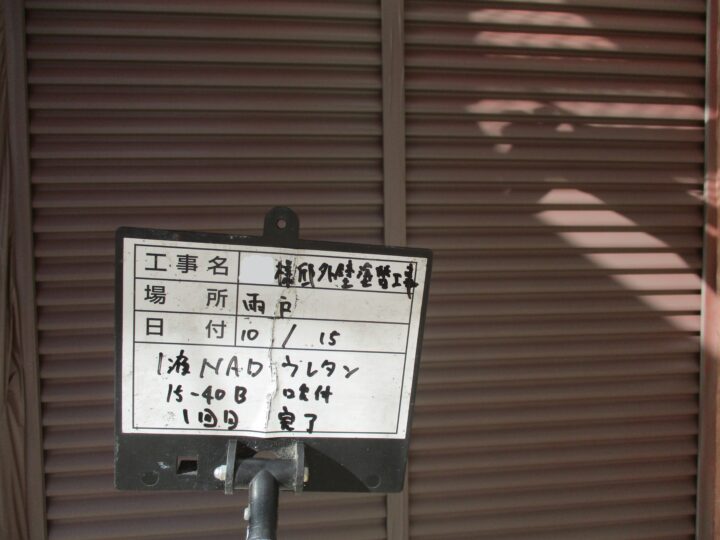 工事名 様邸外壁塗替工事
場所 雨戸
日付 10/15
1液NADウレタン
15-40B 吹付
1回目 完了